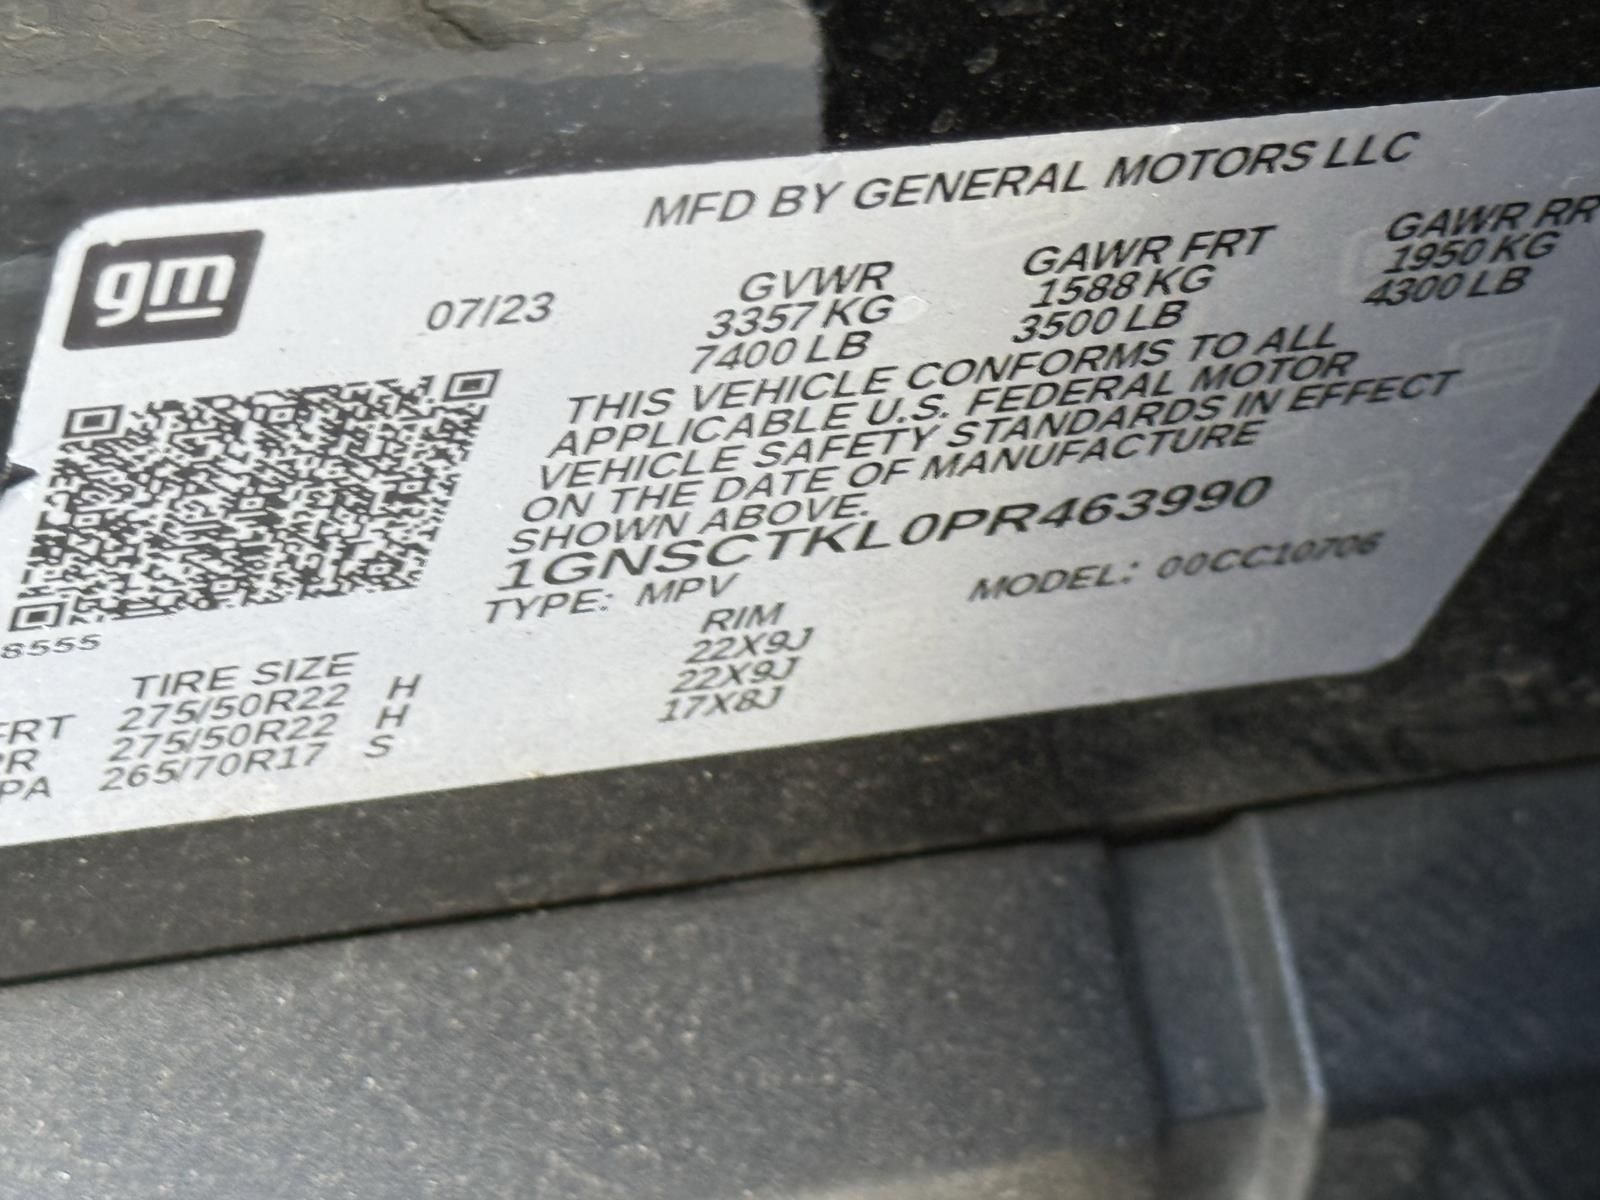 MFD BY GENERAL MOTORS LLC
gm
07/23
GVWR GAWR FRT GAWR RR
3357 KG 1588 KG 1950 KG
7400 LB 3500 LB 4300 LB
THIS VEHICLE CONFORMS TO ALL
APPLICABLE U.S. FEDERAL MOTOR
VEHICLE SAFETY STANDARDS IN EFFECT
ON THE DATE OF MANUFACTURE
SHOWN ABOVE.
1GNSCTKL0PR463990
TYPE: MPV MODEL: 00CC10706
8555
TIRE SIZE RIM
FRT 275/50R22 H 22X9J
RR 275/50R22 H 22X9J
PA 265/70R17 S 17X8J